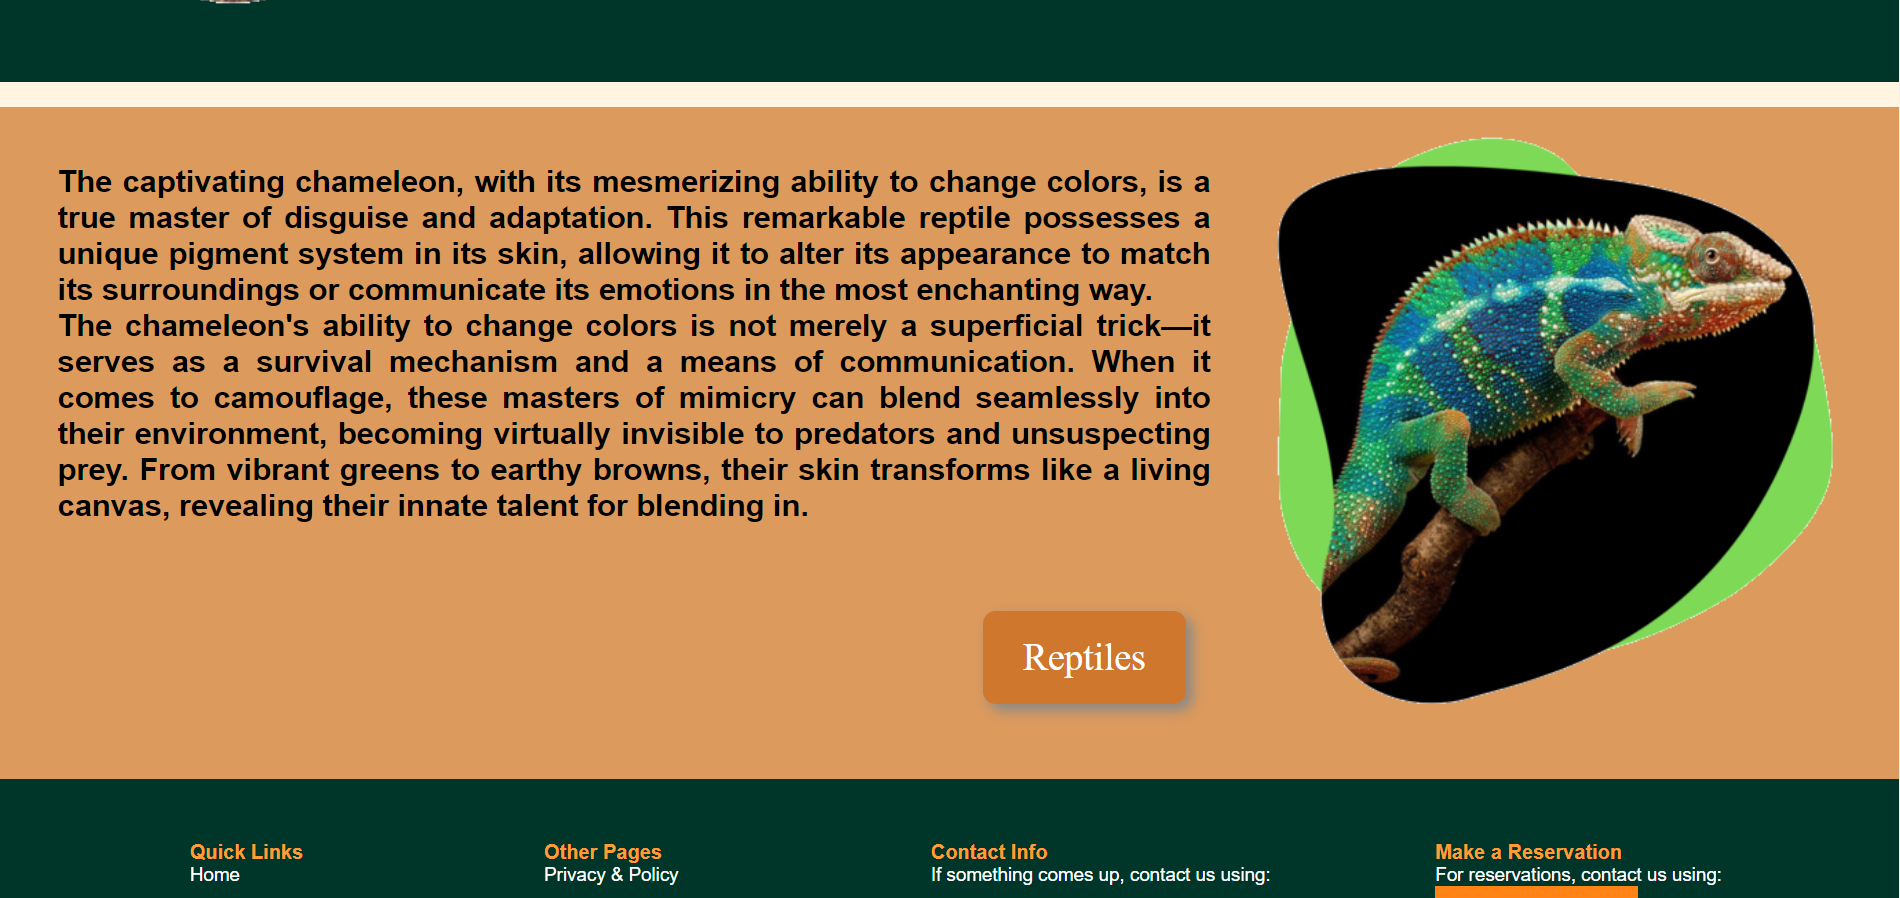 The captivating chameleon, with its mesmerizing ability to change colors, is a
true master of disguise and adaptation. This remarkable reptile possesses a
unique pigment system in its skin, allowing it to alter its appearance to match
its surroundings or communicate its emotions in the most enchanting way.
The chameleon's ability to change colors is not merely a superficial trick—it
serves as a survival mechanism and a means of communication. When it
comes to camouflage, these masters of mimicry can blend seamlessly into
their environment, becoming virtually invisible to predators and unsuspecting
prey. From vibrant greens to earthy browns, their skin transforms like a living
canvas, revealing their innate talent for blending in.
Reptiles
Quick Links
Home
Other Pages
Privacy & Policy
Contact Info
If something comes up, contact us using:
Make a Reservation
For reservations, contact us using: